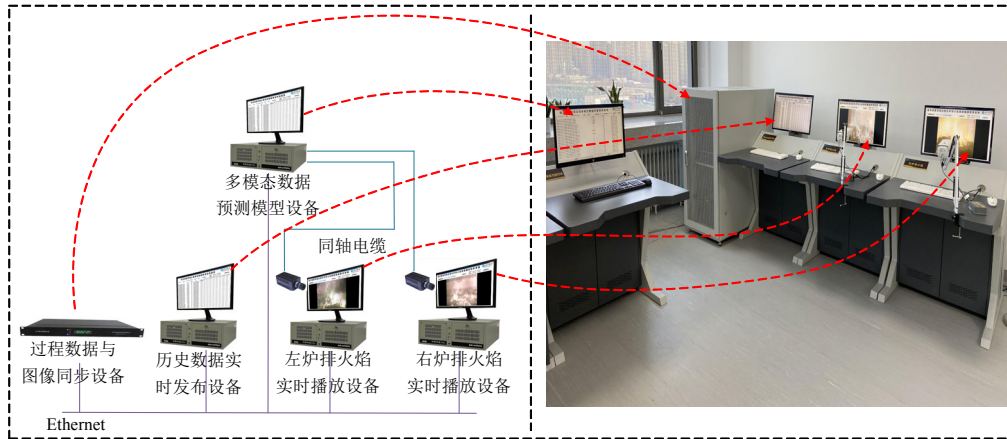 多模态数据
预测模型设备
同轴电缆
过程数据与
图像同步设备
历史数据实
时发布设备
左炉排火焰
实时播放设备
右炉排火焰
实时播放设备
Ethernet